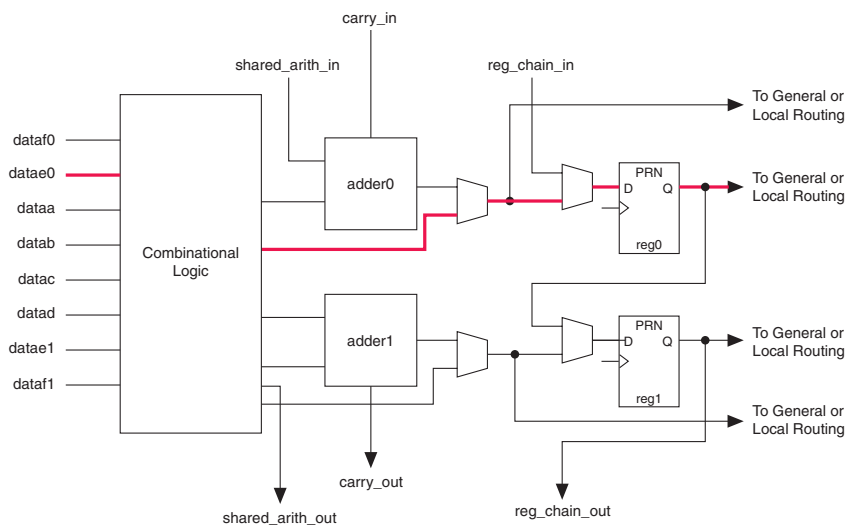 carry_in
shared_arith_in
reg_chain_in
To General or
Local Routing
dataf0
datae0
dataa
datab
datac
datad
datae1
dataf1
Combinational
Logic
adder0
PRN
D Q
reg0
To General or
Local Routing
adder1
PRN
D Q
reg1
To General or
Local Routing
To General or
Local Routing
carry_out
shared_arith_out
reg_chain_out